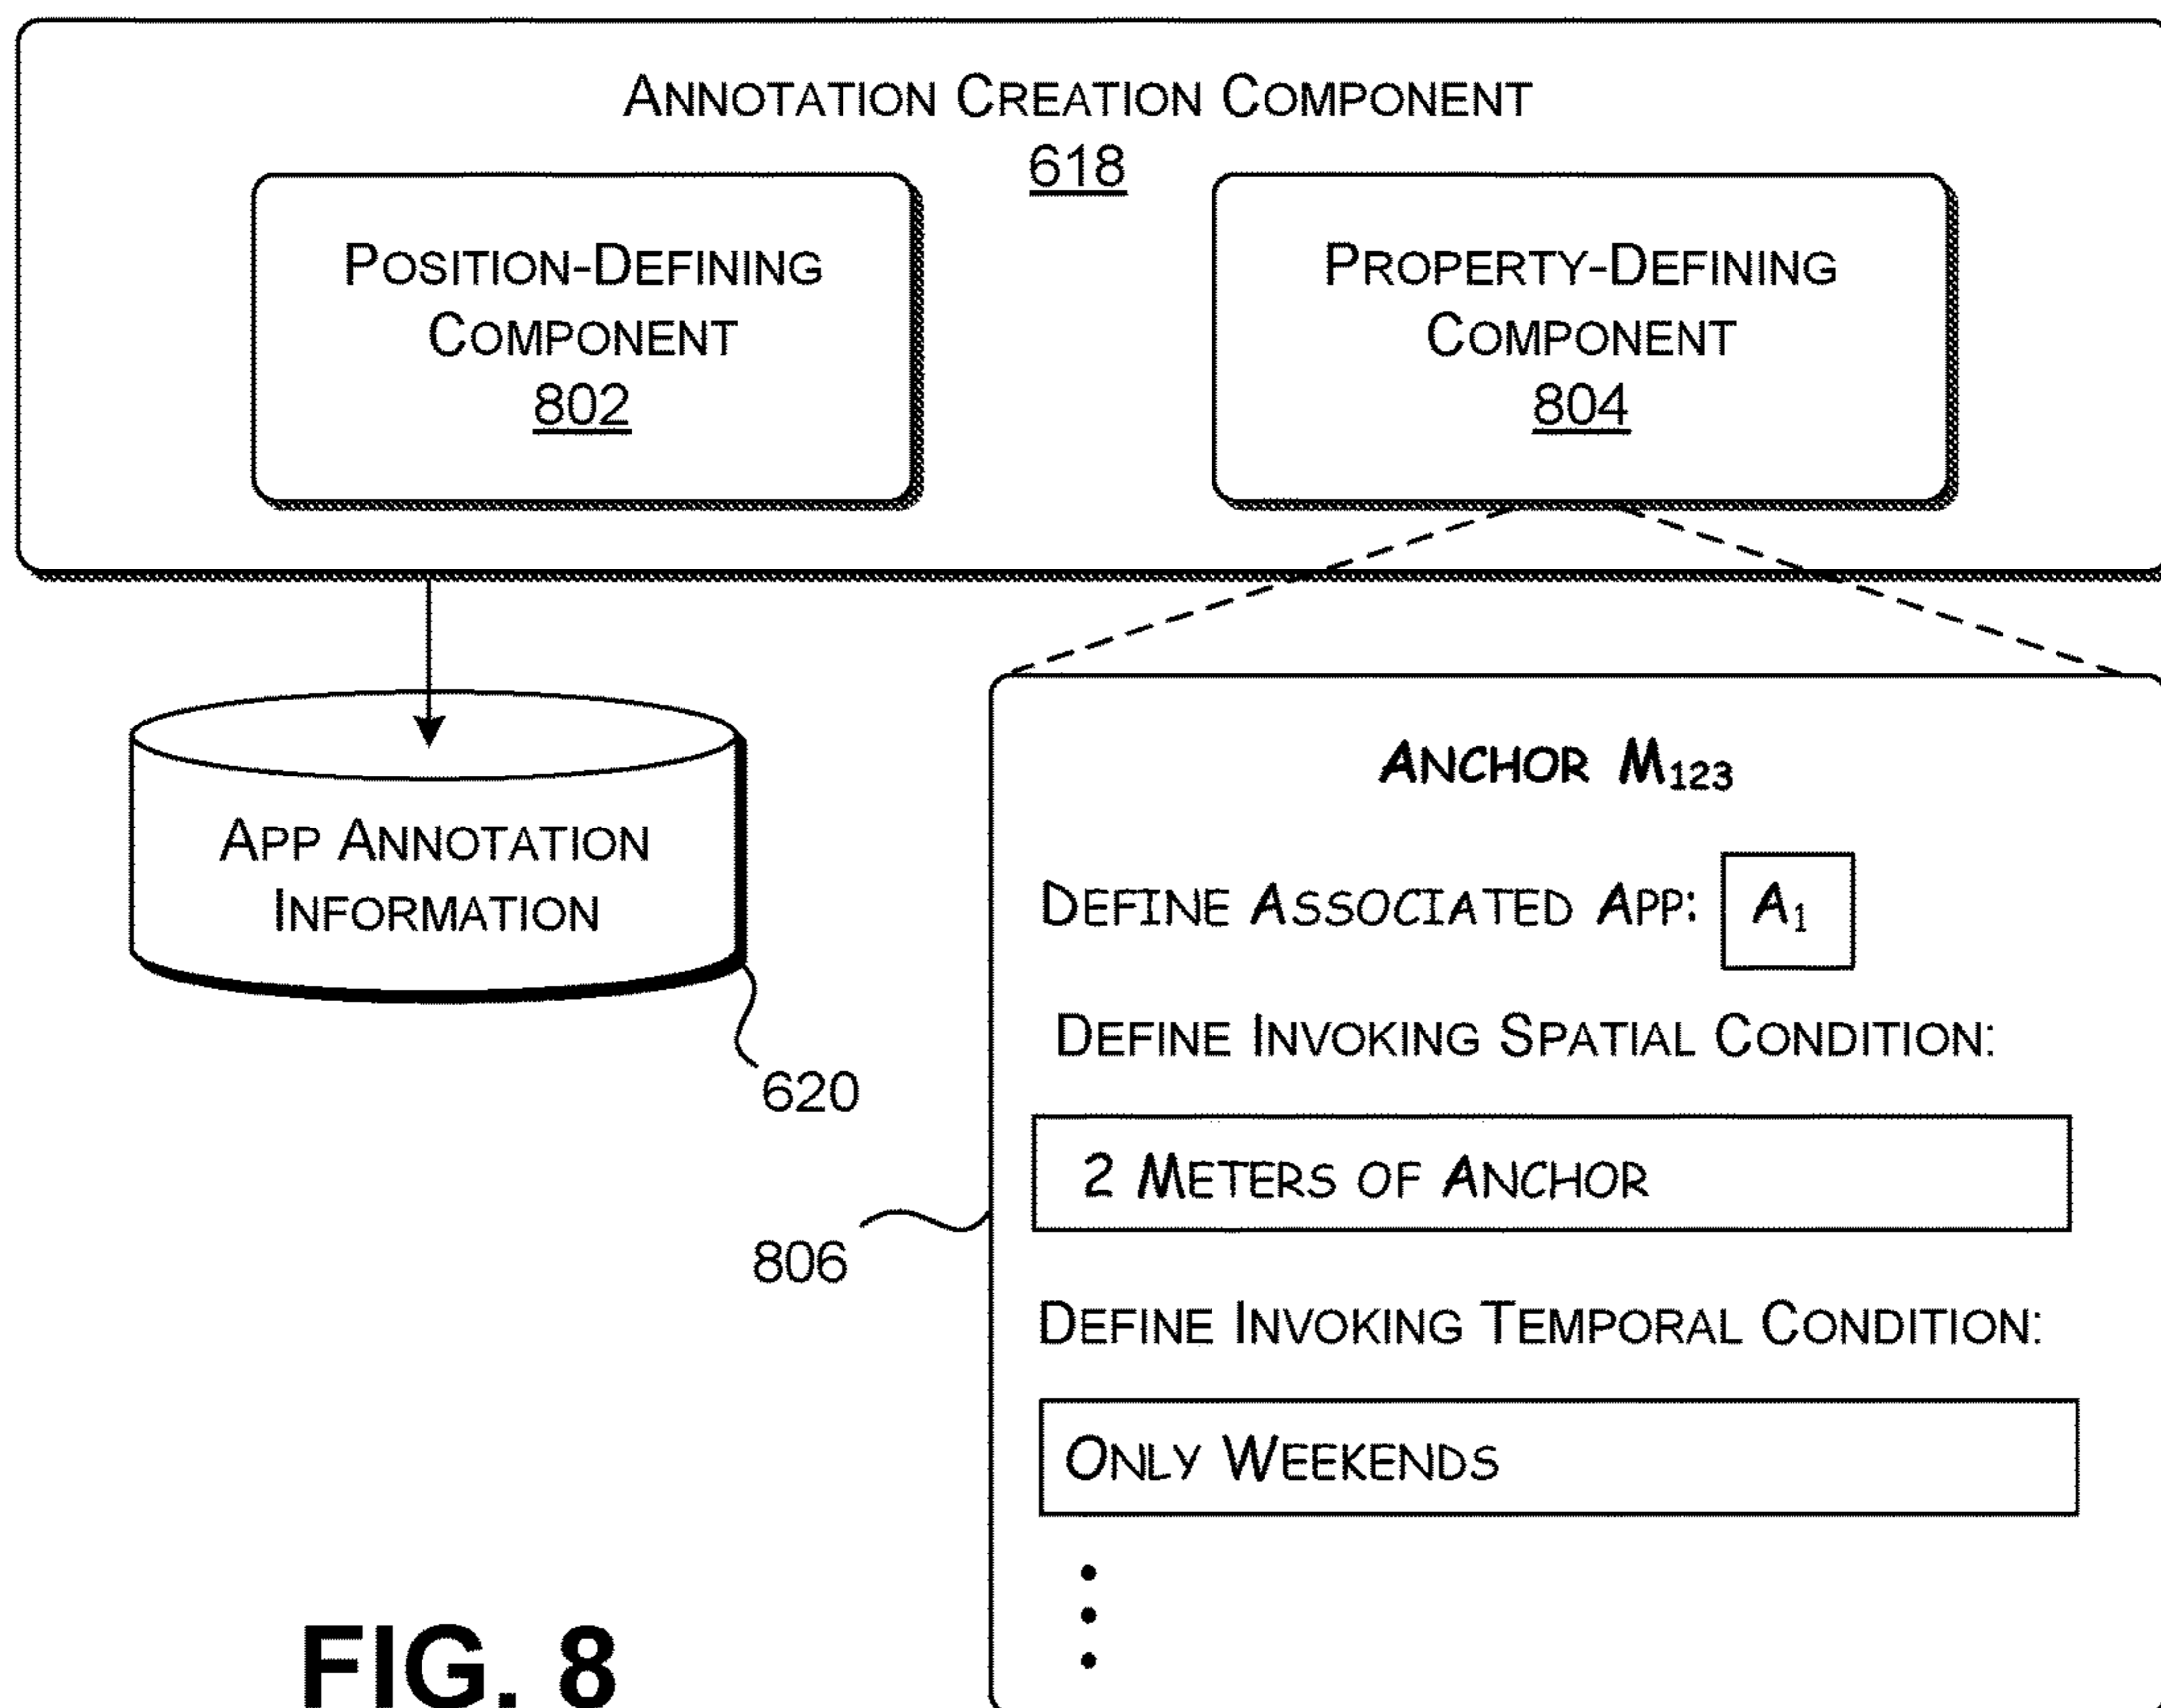 ANNOTATION CREATION COMPONENT
618
POSITION-DEFINING
COMPONENT
802
PROPERTY-DEFINING
COMPONENT
804
APP ANNOTATION
INFORMATION
620
ANCHOR M123
DEFINE ASSOCIATED APP: A1
DEFINE INVOKING SPATIAL CONDITION:
2 METERS OF ANCHOR
806
DEFINE INVOKING TEMPORAL CONDITION:
ONLY WEEKENDS
FIG. 8